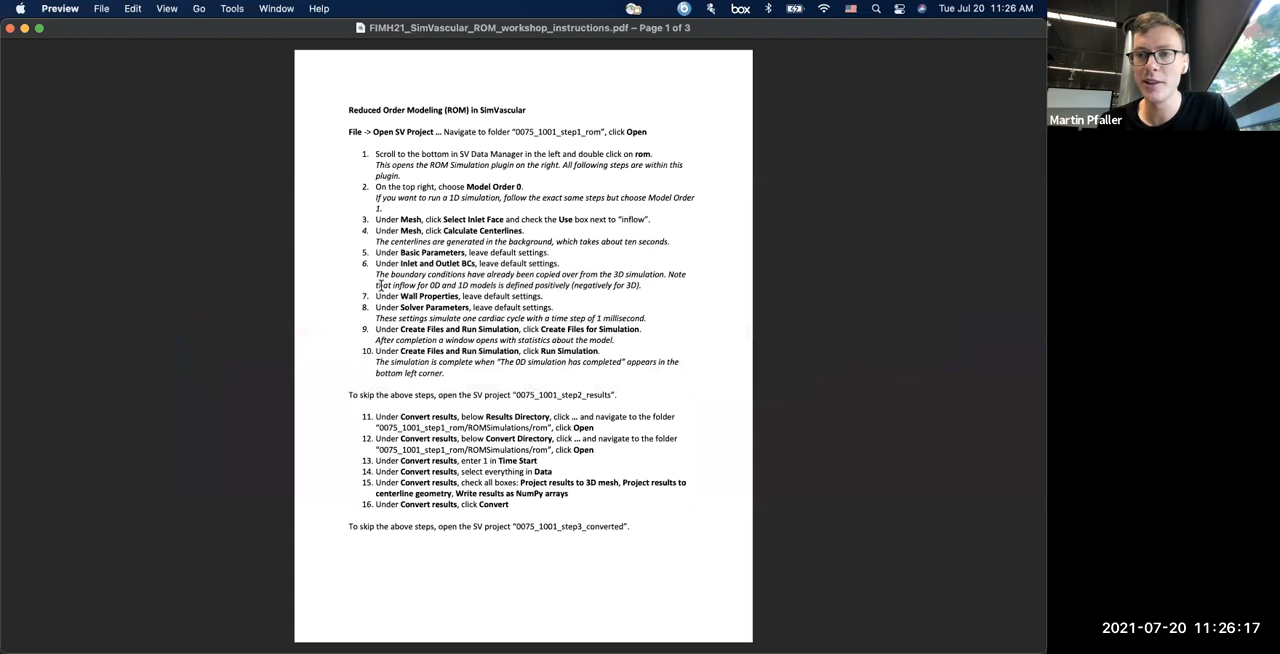 Preview File Edit View Go Tools Window Help box Tue Jul 20 11:26 AM
FIMH21_SimVascular_ROM_workshop_instructions.pdf — Page 1 of 3
Martin Pfaller
Reduced Order Modeling (ROM) in SimVascular
File -> Open SV Project ... Navigate to folder “0075_1001_step1_rom”, click Open
1. Scroll to the bottom in SV Data Manager in the left and double click on rom.
This opens the ROM Simulation plugin on the right. All following steps are within this
plugin.
2. On the top right, choose Model Order 0.
If you want to run a 1D simulation, follow the exact same steps but choose Model Order
1.
3. Under Mesh, click Select Inlet Face and check the Use box next to “inflow”.
4. Under Mesh, click Calculate Centerlines.
The centerlines are generated in the background, which takes about ten seconds.
5. Under Basic Parameters, leave default settings.
6. Under Inlet and Outlet BCs, leave default settings.
The boundary conditions have already been copied over from the 3D simulation. Note
that inflow for 0D and 1D models is defined positively (negatively for 3D).
7. Under Wall Properties, leave default settings.
8. Under Solver Parameters, leave default settings.
These settings simulate one cardiac cycle with a time step of 1 millisecond.
9. Under Create Files and Run Simulation, click Create Files for Simulation.
After completion a window opens with statistics about the model.
10. Under Create Files and Run Simulation, click Run Simulation.
The simulation is complete when “The 0D simulation has completed” appears in the
bottom left corner.
To skip the above steps, open the SV project “0075_1001_step2_results”.
11. Under Convert results, below Results Directory, click ... and navigate to the folder
“0075_1001_step1_rom/ROMSimulations/rom”, click Open
12. Under Convert results, below Convert Directory, click ... and navigate to the folder
“0075_1001_step1_rom/ROMSimulations/rom”, click Open
13. Under Convert results, enter 1 in Time Start
14. Under Convert results, select everything in Data
15. Under Convert results, check all boxes: Project results to 3D mesh, Project results to
centerline geometry, Write results as NumPy arrays
16. Under Convert results, click Convert
To skip the above steps, open the SV project “0075_1001_step3_converted”.
2021-07-20 11:26:17